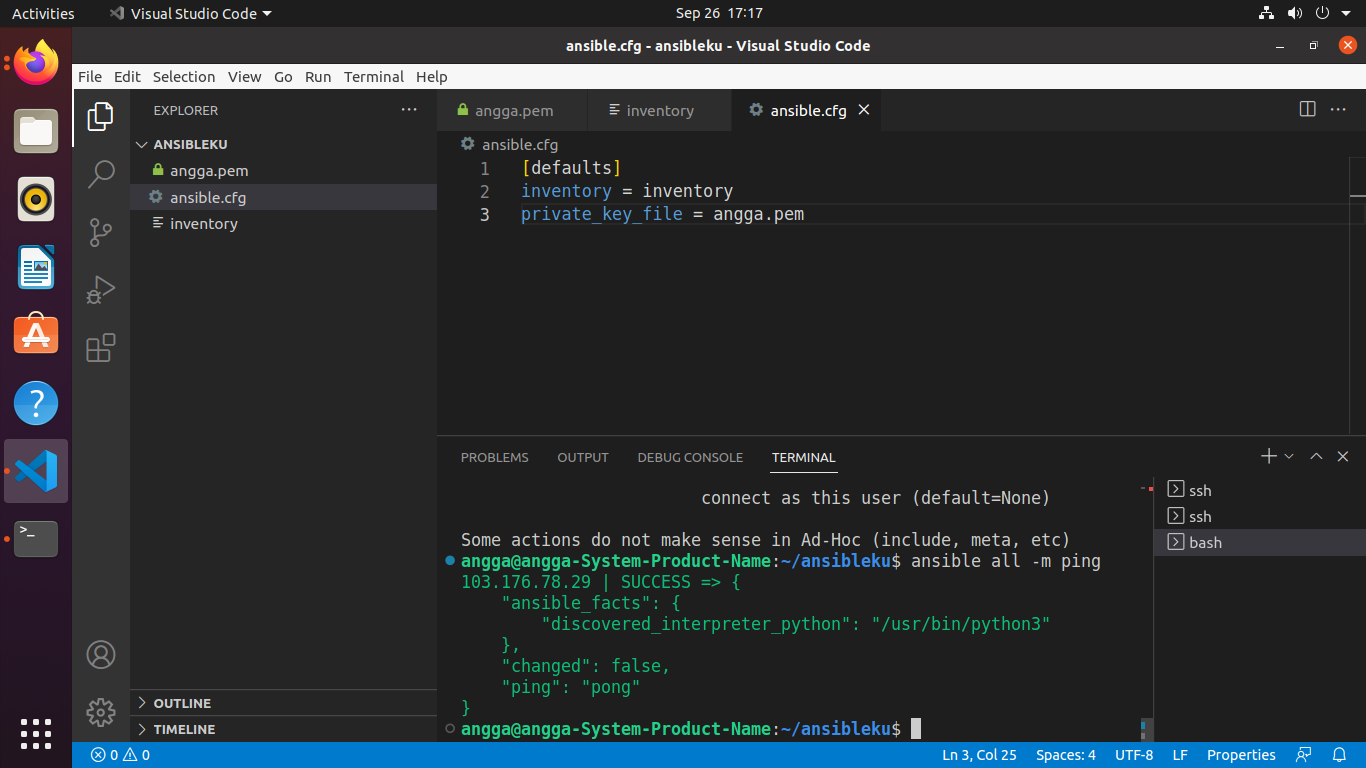 Activities Visual Studio Code Sep 26 17:17
ansible.cfg - ansibleku - Visual Studio Code
File Edit Selection View Go Run Terminal Help
EXPLORER
ANSIBLEKU
angga.pem
ansible.cfg
inventory
OUTLINE
TIMELINE
angga.pem inventory ansible.cfg
ansible.cfg
1 [defaults]
2 inventory = inventory
3 private_key_file = angga.pem
PROBLEMS OUTPUT DEBUG CONSOLE TERMINAL
connect as this user (default=None)
Some actions do not make sense in Ad-Hoc (include, meta, etc)
angga@angga-System-Product-Name:~/ansibleku$ ansible all -m ping
103.176.78.29 | SUCCESS => {
    "ansible_facts": {
        "discovered_interpreter_python": "/usr/bin/python3"
    },
    "changed": false,
    "ping": "pong"
}
angga@angga-System-Product-Name:~/ansibleku$
ssh
ssh
bash
0 0 Ln 3, Col 25 Spaces: 4 UTF-8 LF Properties